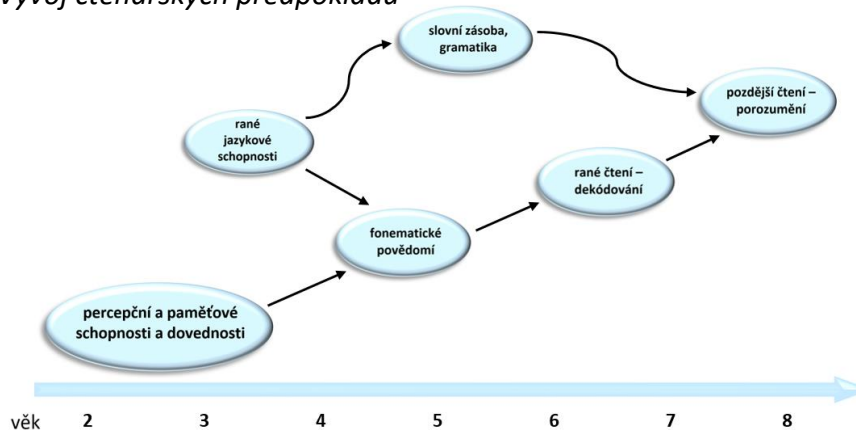 Vývoj čtenářských předpokladů
slovní zásoba,
gramatika
pozdější čtení –
porozumění
rané
jazykové
schopnosti
rané čtení –
dekódování
fonematické
povědomí
percepční a paměťové
schopnosti a dovednosti
věk 2 3 4 5 6 7 8